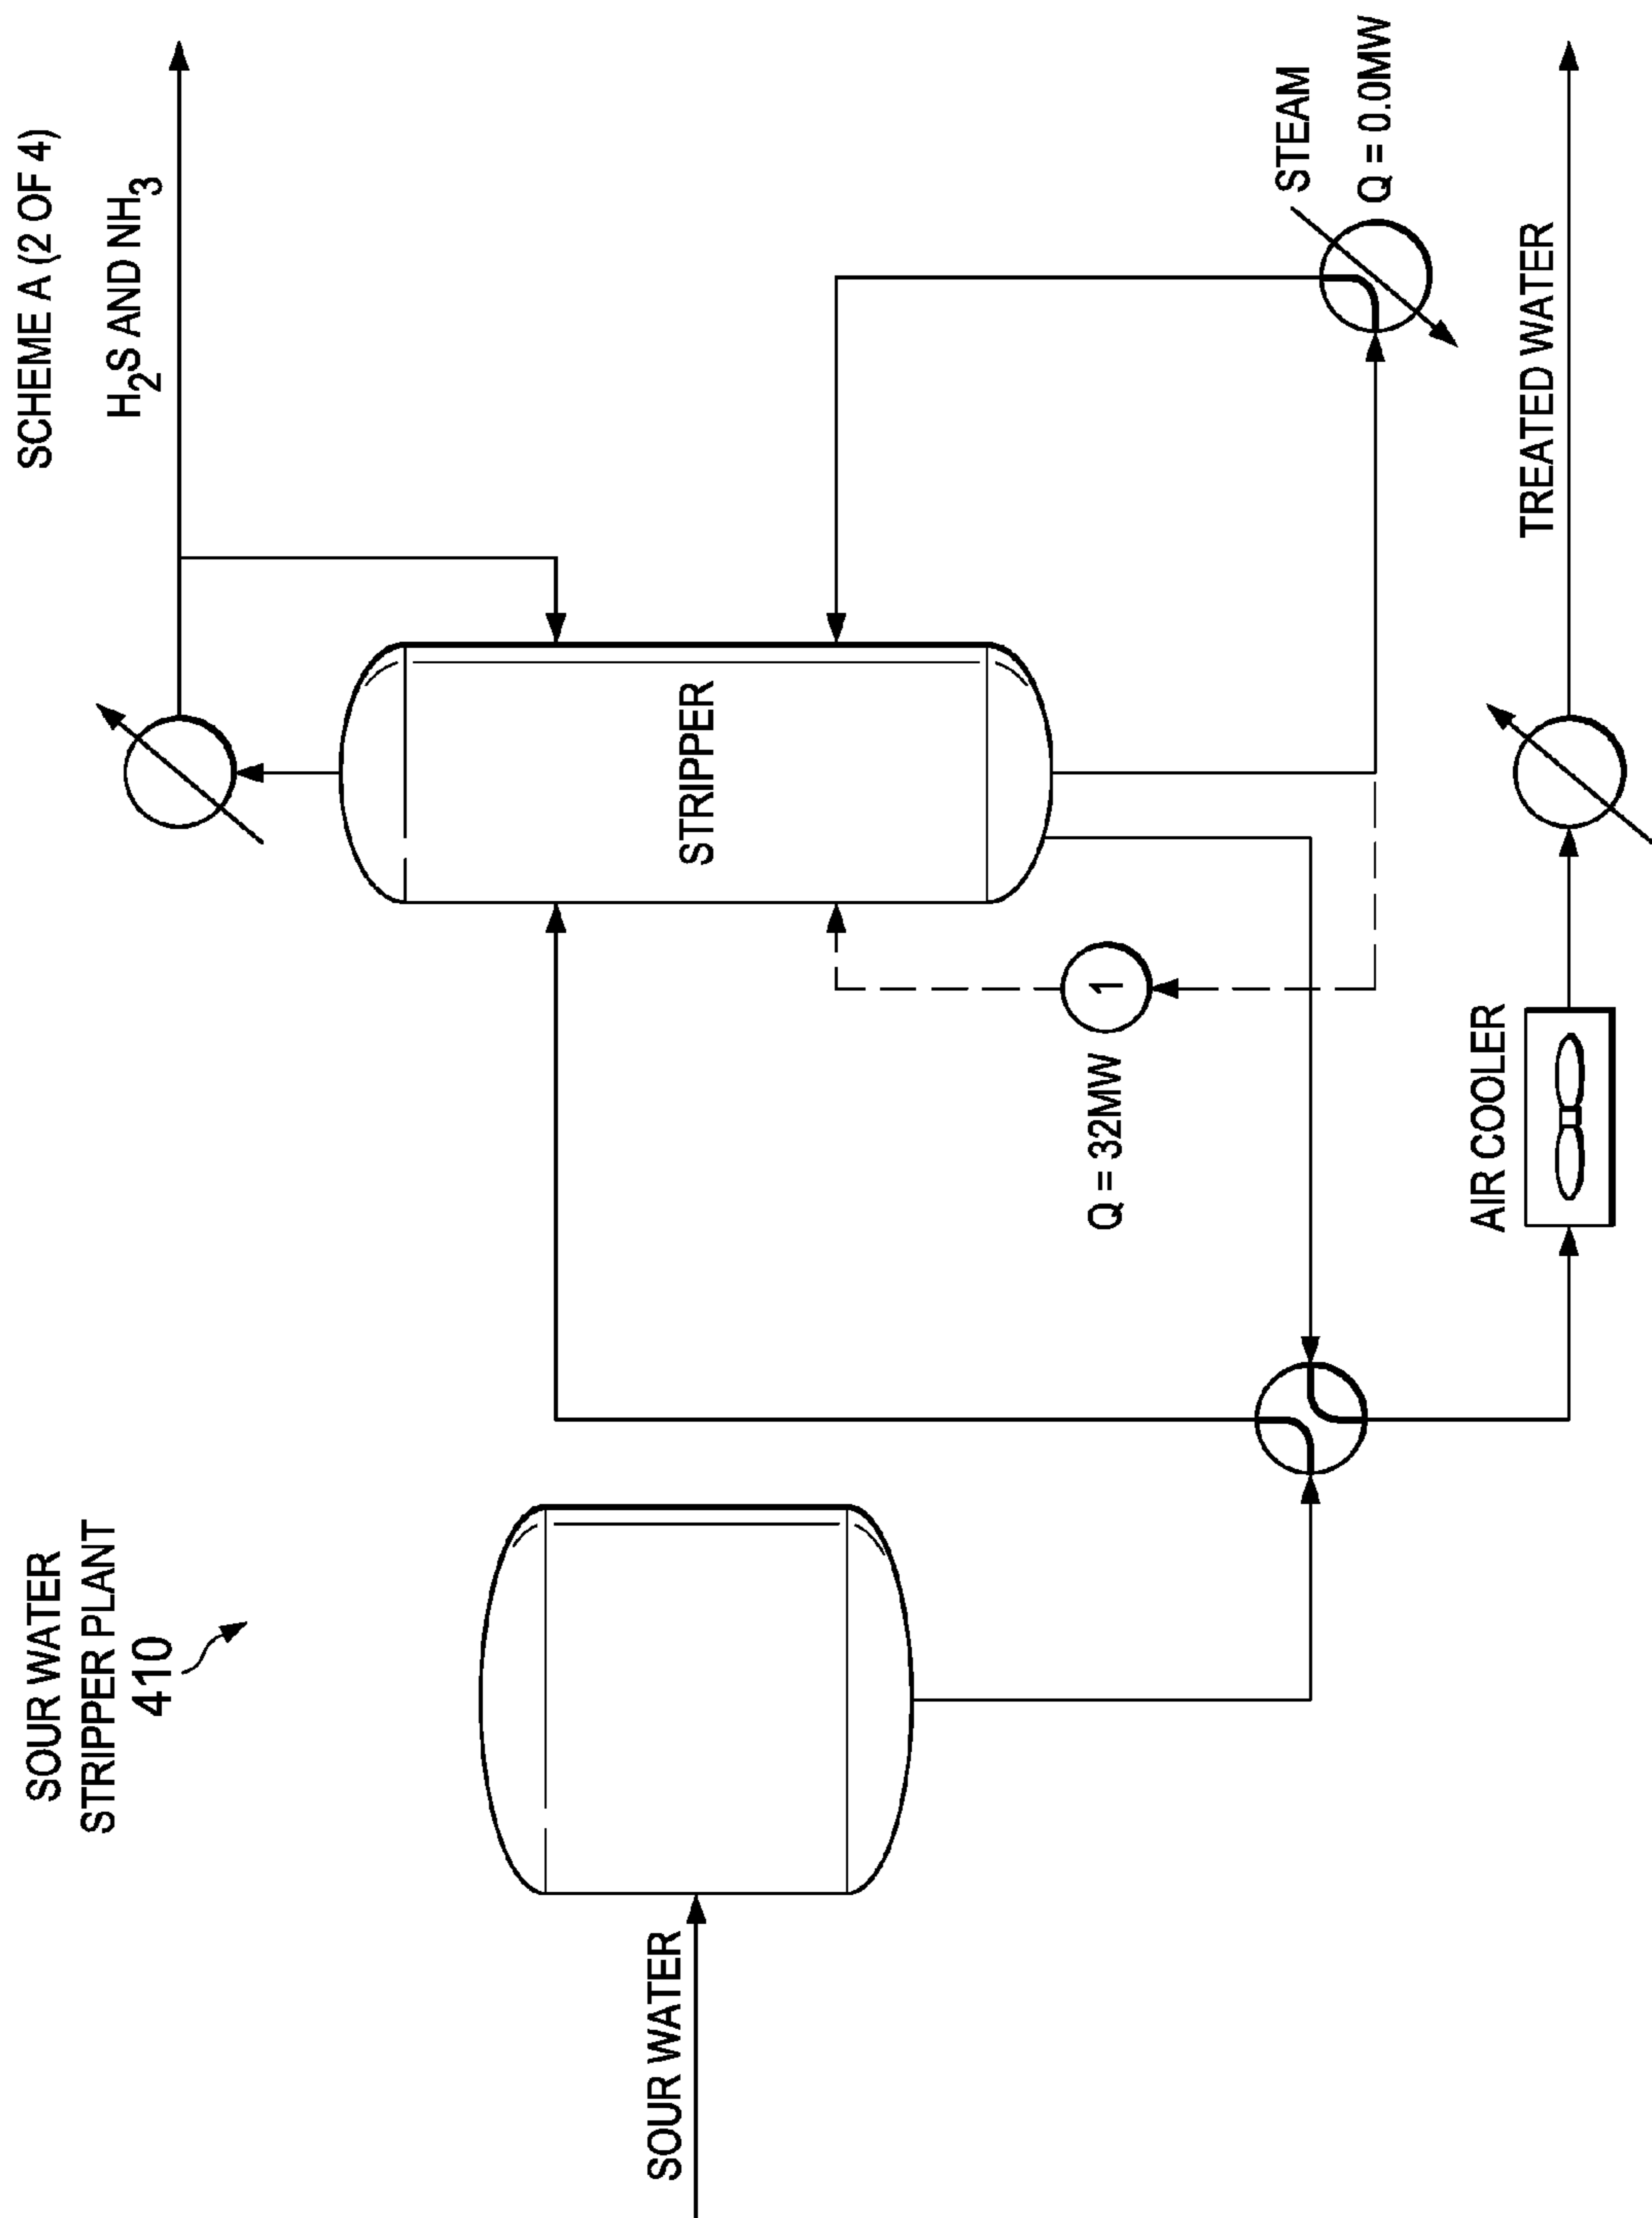 SCHEME A (2 OF 4)
SOUR WATER
STRIPPER PLANT
410
H₂S AND NH₃
SOUR WATER
STRIPPER
Q = 32MW
1
STEAM
Q = 0.0MW
AIR COOLER
TREATED WATER